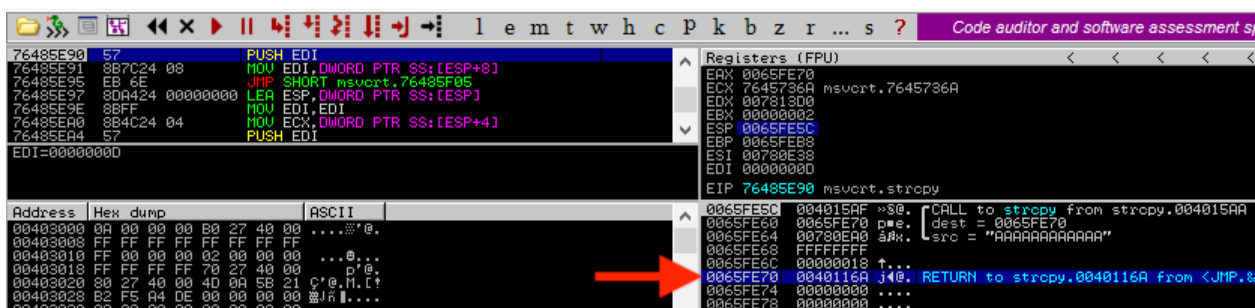 l e m t w h c P k b z r ... s ?
Code auditor and software assessment sp
76485E90 57 PUSH EDI
76485E91 8B7C24 08 MOV EDI,DWORD PTR SS:[ESP+8]
76485E95 EB 6E JMP SHORT msvcrt.76485F05
76485E97 8DA424 00000000 LEA ESP,DWORD PTR SS:[ESP]
76485E9E 8BFF MOV EDI,EDI
76485EA0 8B4C24 04 MOV ECX,DWORD PTR SS:[ESP+4]
76485EA4 57 PUSH EDI
EDI=0000000D
Registers (FPU) < < < <
EAX 0065FE70
ECX 7645736A msvcrt.7645736A
EDX 007813D0
EBX 00000002
ESP 0065FE5C
EBP 0065FEB8
ESI 00780E38
EDI 0000000D
EIP 76485E90 msvcrt.strcpy
Address Hex dump ASCII
00403000 0A 00 00 00 B0 27 40 00
00403008 FF FF FF FF FF FF FF FF
00403010 FF 00 00 00 02 00 00 00
00403018 FF FF FF FF 70 27 40 00
00403020 80 27 40 00 4D 0A 5B 21
00403028 B2 F5 A4 DE 00 00 00 00
0065FE5C 004015AF CALL to strcpy from strcpy.004015AA
0065FE60 0065FE70 dest = 0065FE70
0065FE64 00780EA0 src = "AAAAAAAAAAAA"
0065FE68 FFFFFFFF
0065FE6C 00000018
0065FE70 0040116A RETURN to strcpy.0040116A from <JMP.&
0065FE74 00000000 ....
0065FE78 00000000 ....